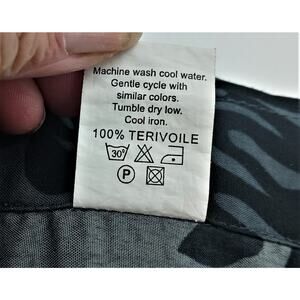 Machine wash cool water.
Gentle cycle with
similar colors.
Tumble dry low.
Cool iron.
100% TERIVOILE
30°
P